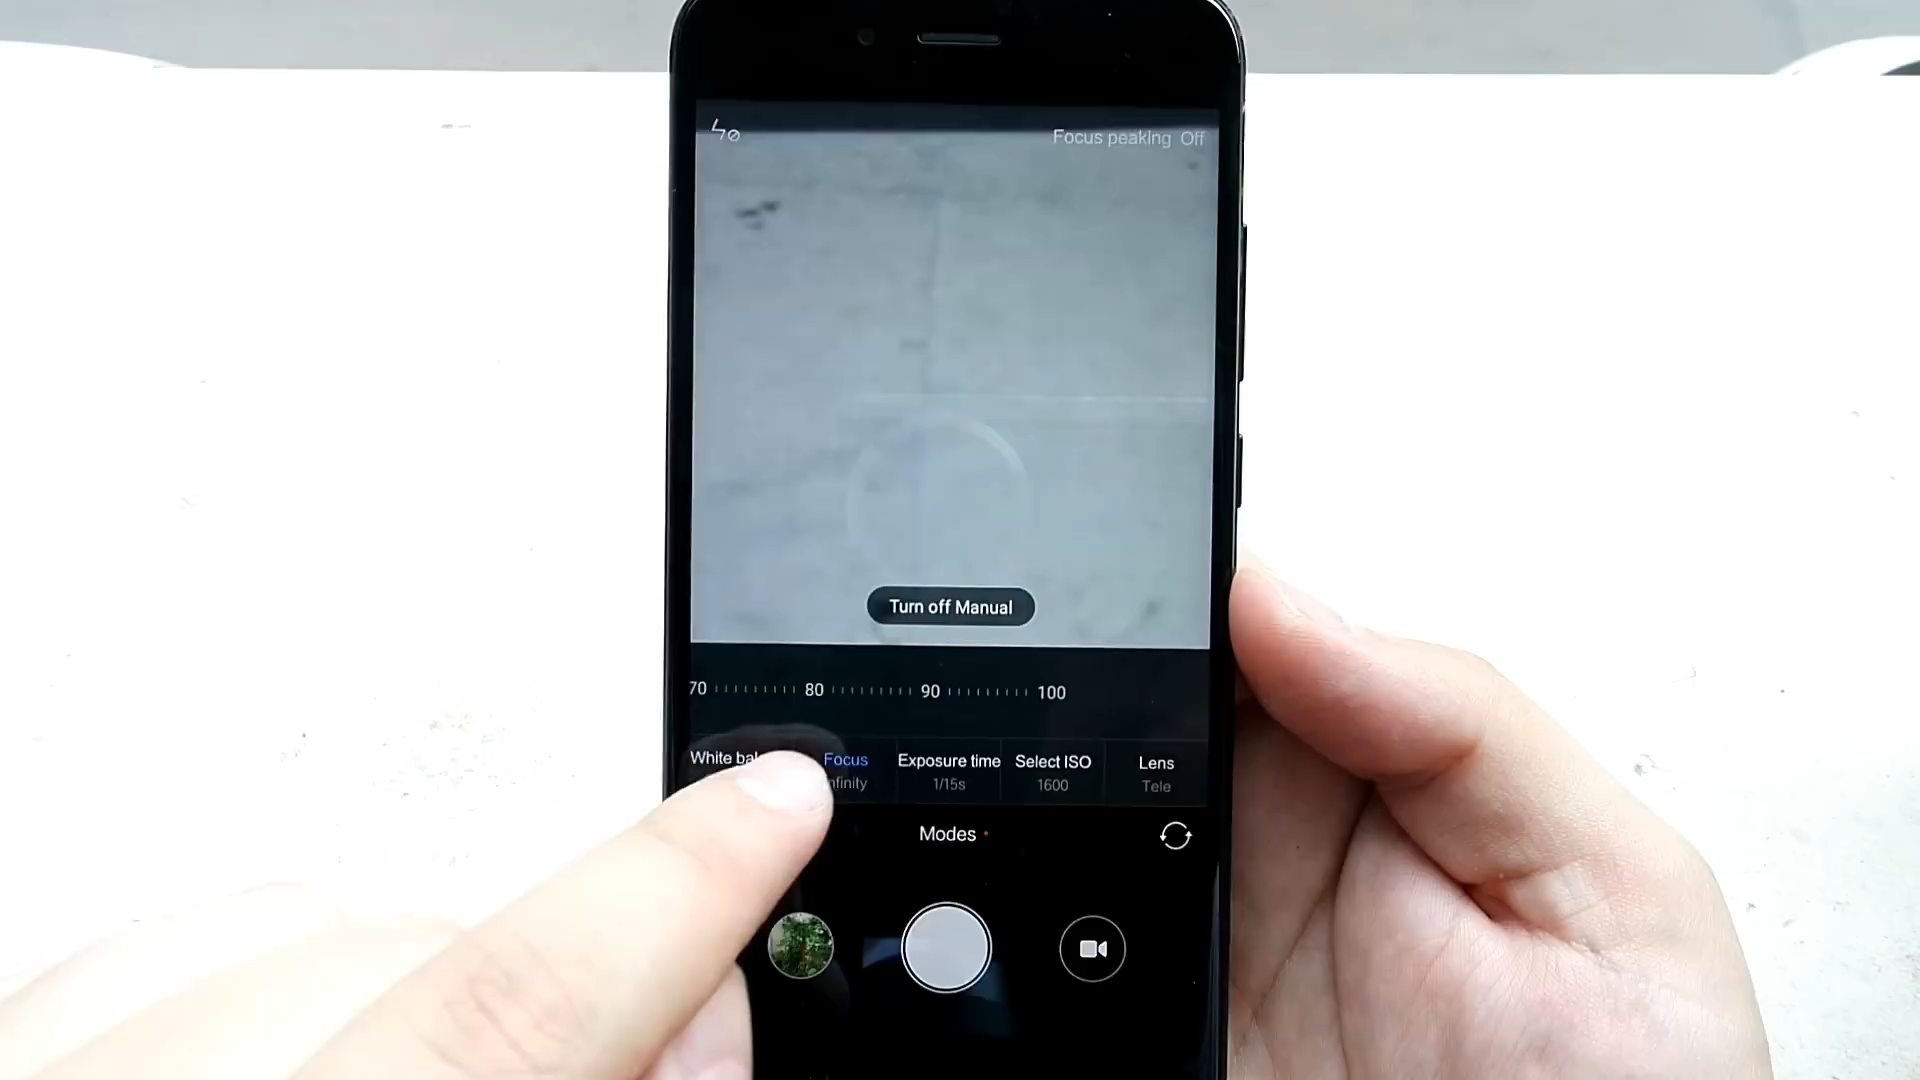 Focus peaking Off
Turn off Manual
70 80 90 100
White Focus Exposure time Select ISO Lens
1/15s 1600 Tele
Modes